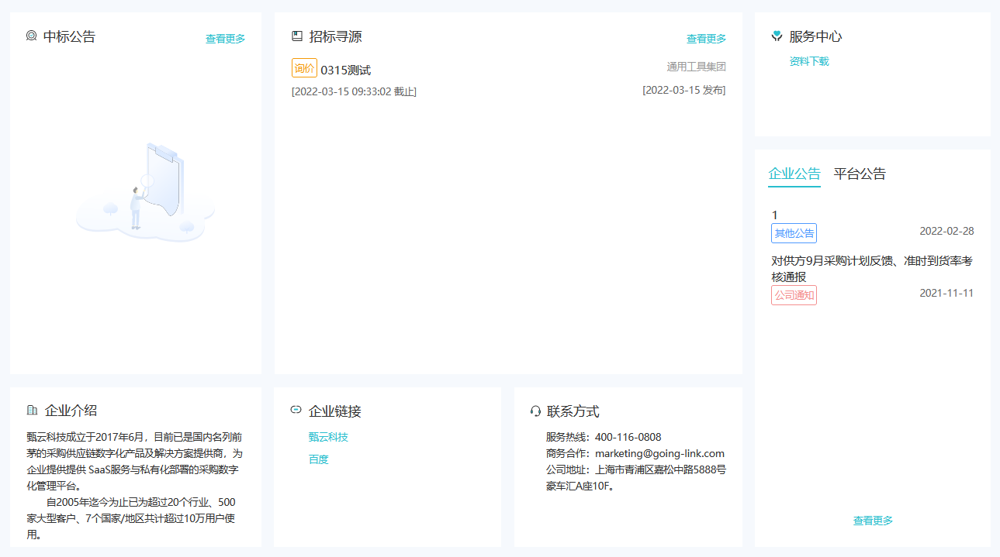 中标公告
查看更多
招标寻源
查看更多
询价 0315测试
通用工具集团
[2022-03-15 09:33:02 截止]
[2022-03-15 发布]
服务中心
资料下载
企业公告 平台公告
1
其他公告
2022-02-28
对供方9月采购计划反馈、准时到货率考
核通报
公司通知
2021-11-11
查看更多
企业介绍
甄云科技成立于2017年6月，目前已是国内名列前
茅的采购供应链数字化产品及解决方案提供商，为
企业提供提供 SaaS服务与私有化部署的采购数字
化管理平台。
自2005年迄今为止已为超过20个行业、500
家大型客户、7个国家/地区共计超过10万用户使
用。
企业链接
甄云科技
百度
联系方式
服务热线：400-116-0808
商务合作：marketing@going-link.com
公司地址：上海市青浦区嘉松中路5888号
豪车汇A座10F。